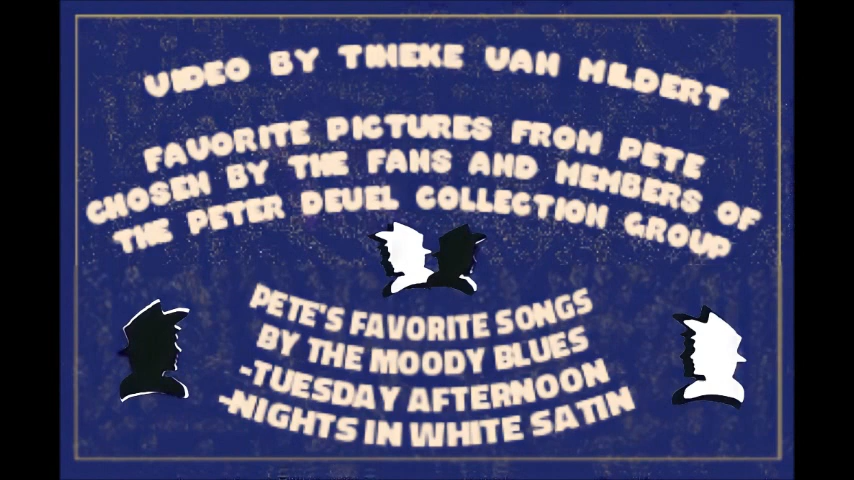 VIDEO BY TINEKE VAN MILDERT
FAVORITE PICTURES FROM PETE
CHOSEN BY THE FANS AND MEMBERS OF
THE PETER DEUEL COLLECTION GROUP
PETE'S FAVORITE SONGS
BY THE MOODY BLUES
-TUESDAY AFTERNOON
-NIGHTS IN WHITE SATIN